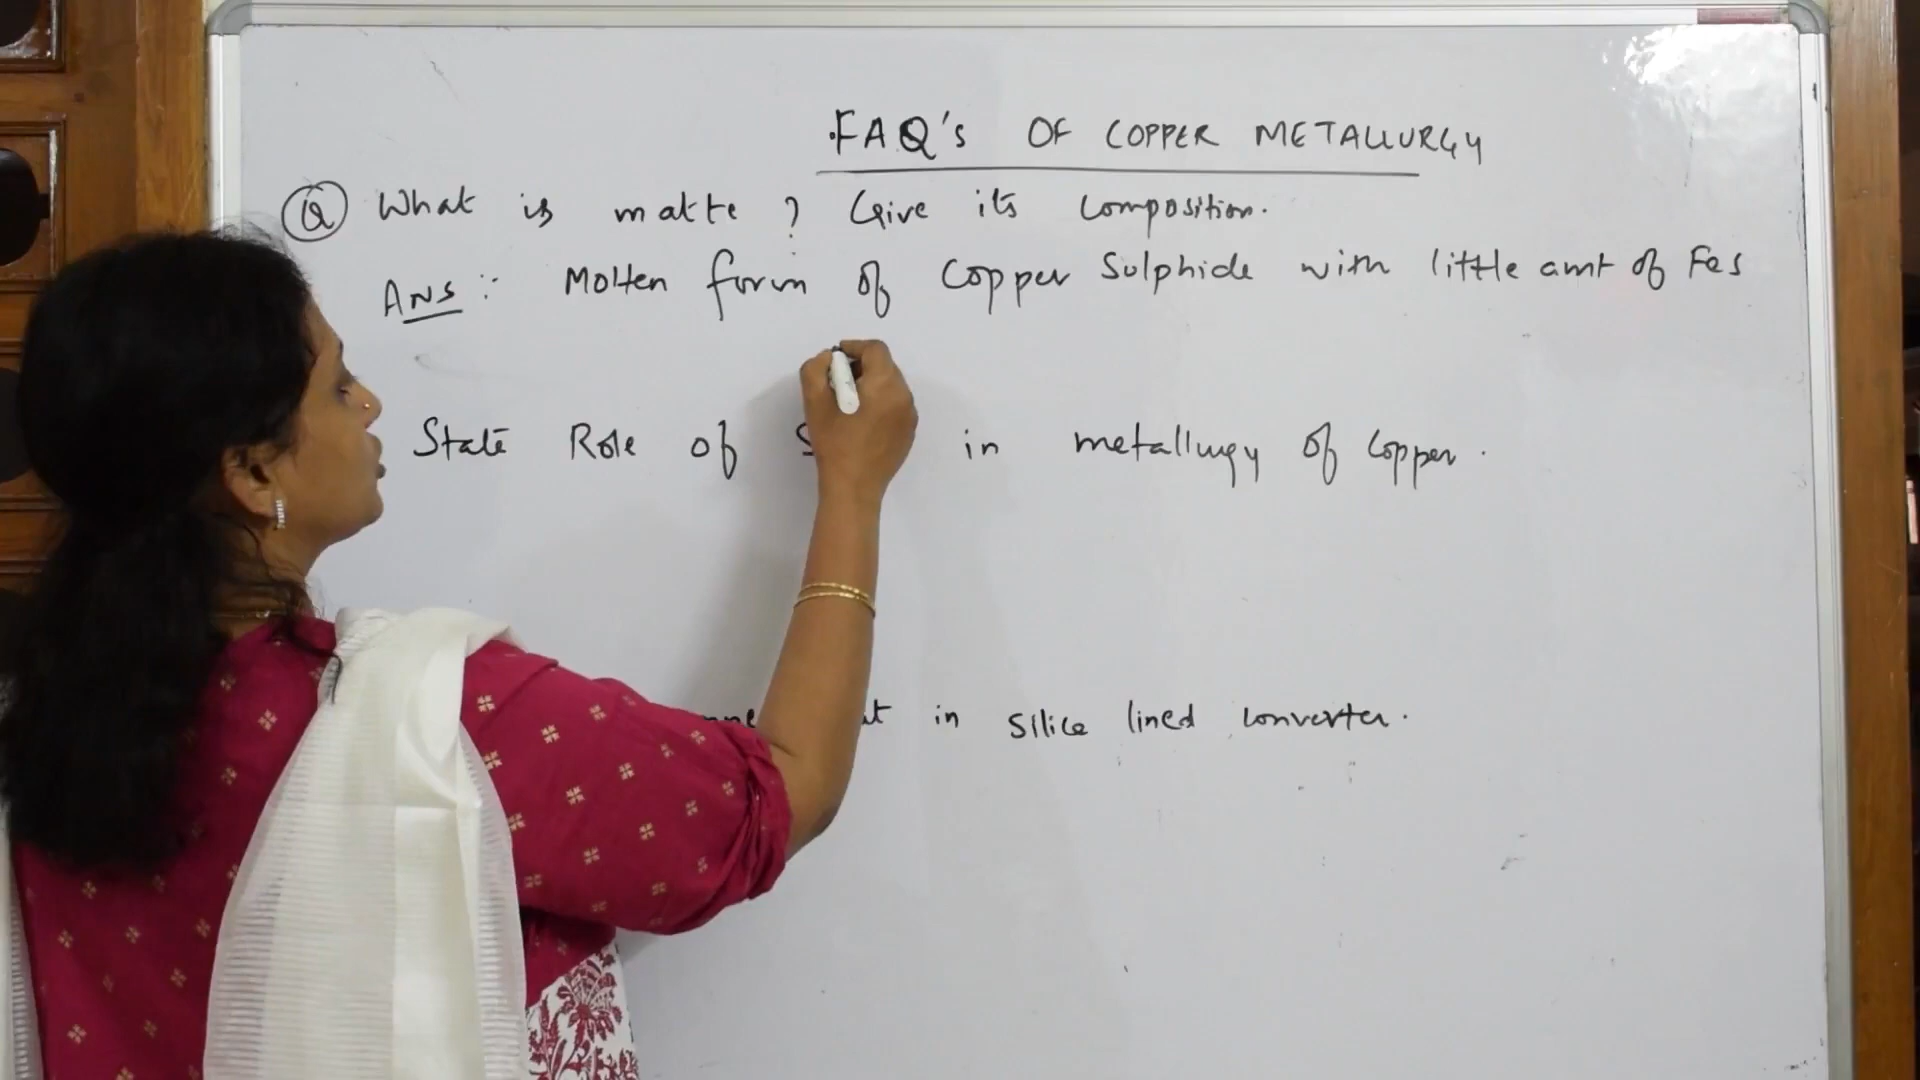 FAQ's OF COPPER METALLURGY
Q What is matte? Give its composition.
Ans :- Molten form of Copper Sulphide with little amt of Fes
State Role of in metallurgy of Copper.
in Silica lined converter.